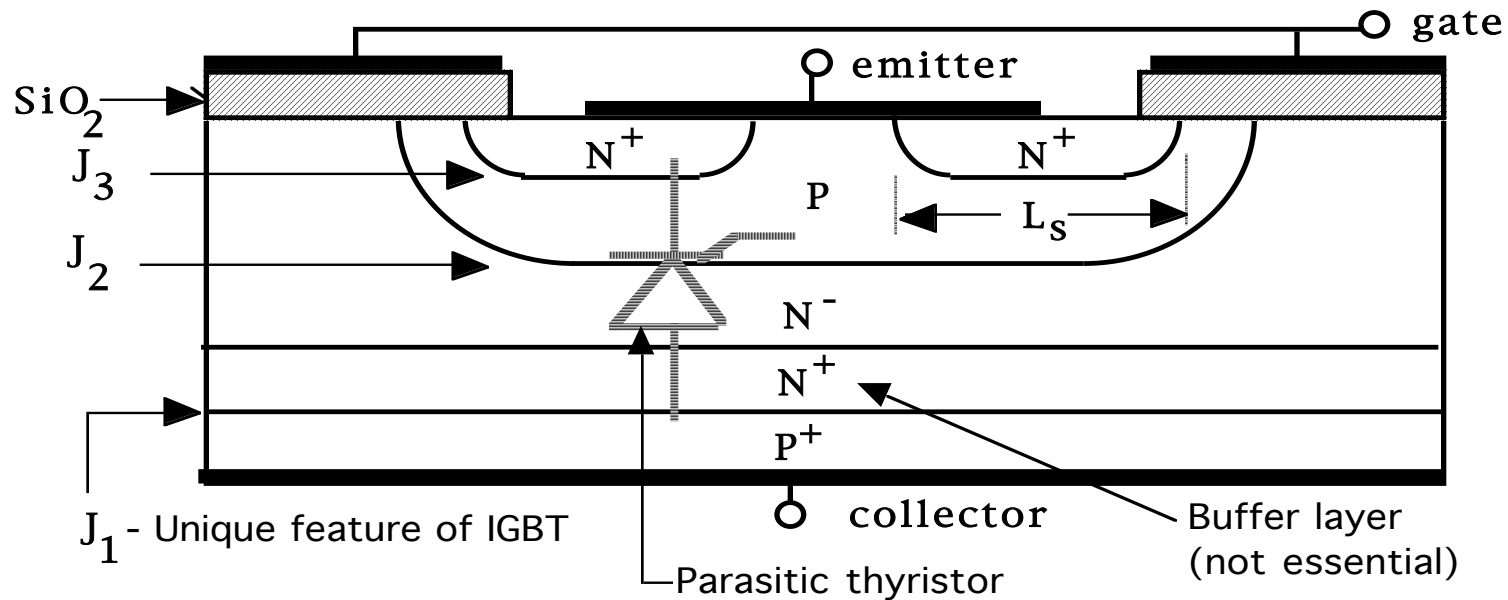 gate
emitter
SiO2
N+
N+
J3
P
Ls
J2
N-
N+
P+
J1 - Unique feature of IGBT
collector
Buffer layer
(not essential)
Parasitic thyristor